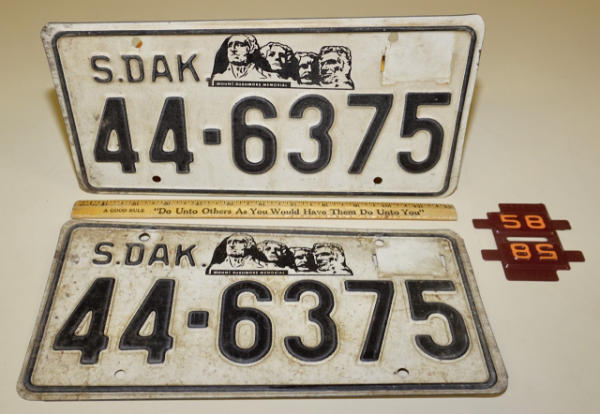 S.DAK.
MOUNT RUSHMORE MEMORIAL
44-6375
A GOOD RULE "Do Unto Others As You Would Have Them Do Unto You"
58
58
S.DAK.
MOUNT RUSHMORE MEMORIAL
44-6375